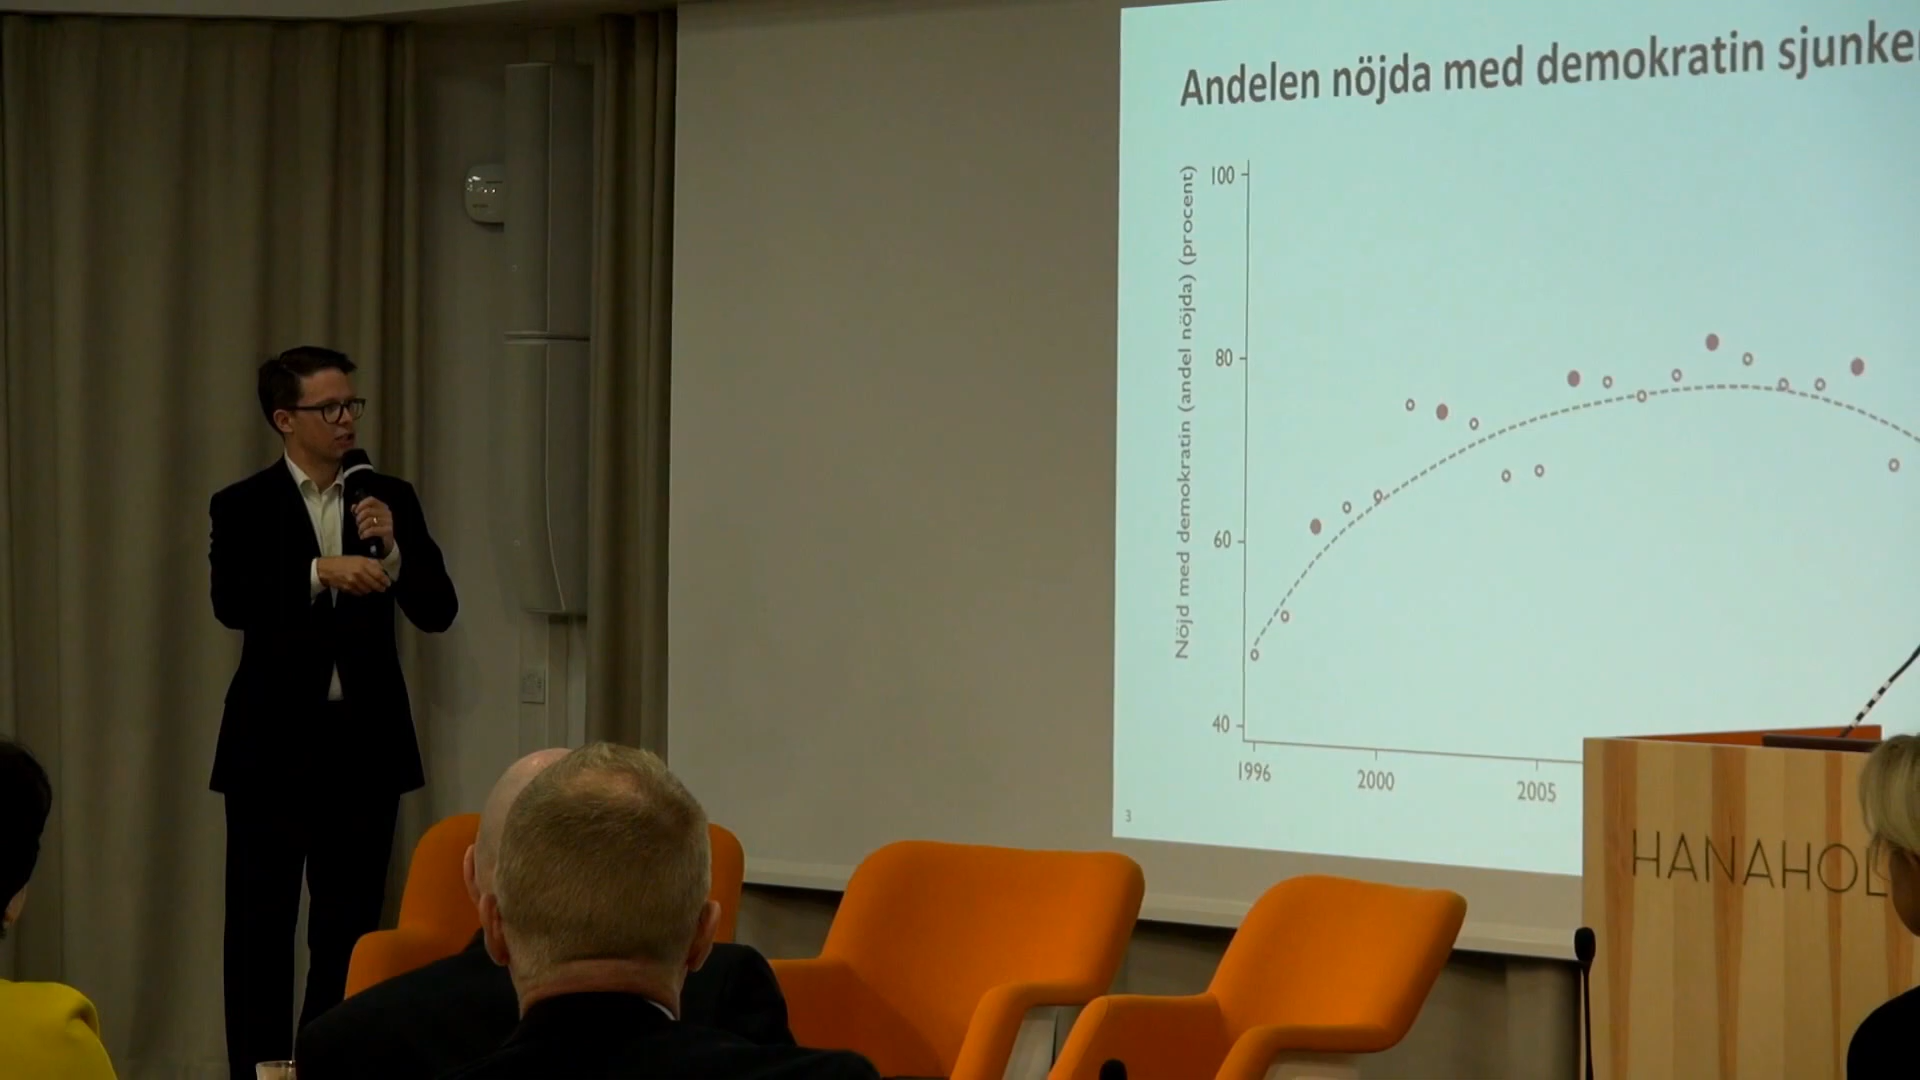 Andelen nöjda med demokratin sjunker
Nöjd med demokratin (andel nöjda) (procent)
100
80
60
40
1996
2000
2005
3
HANAHOL